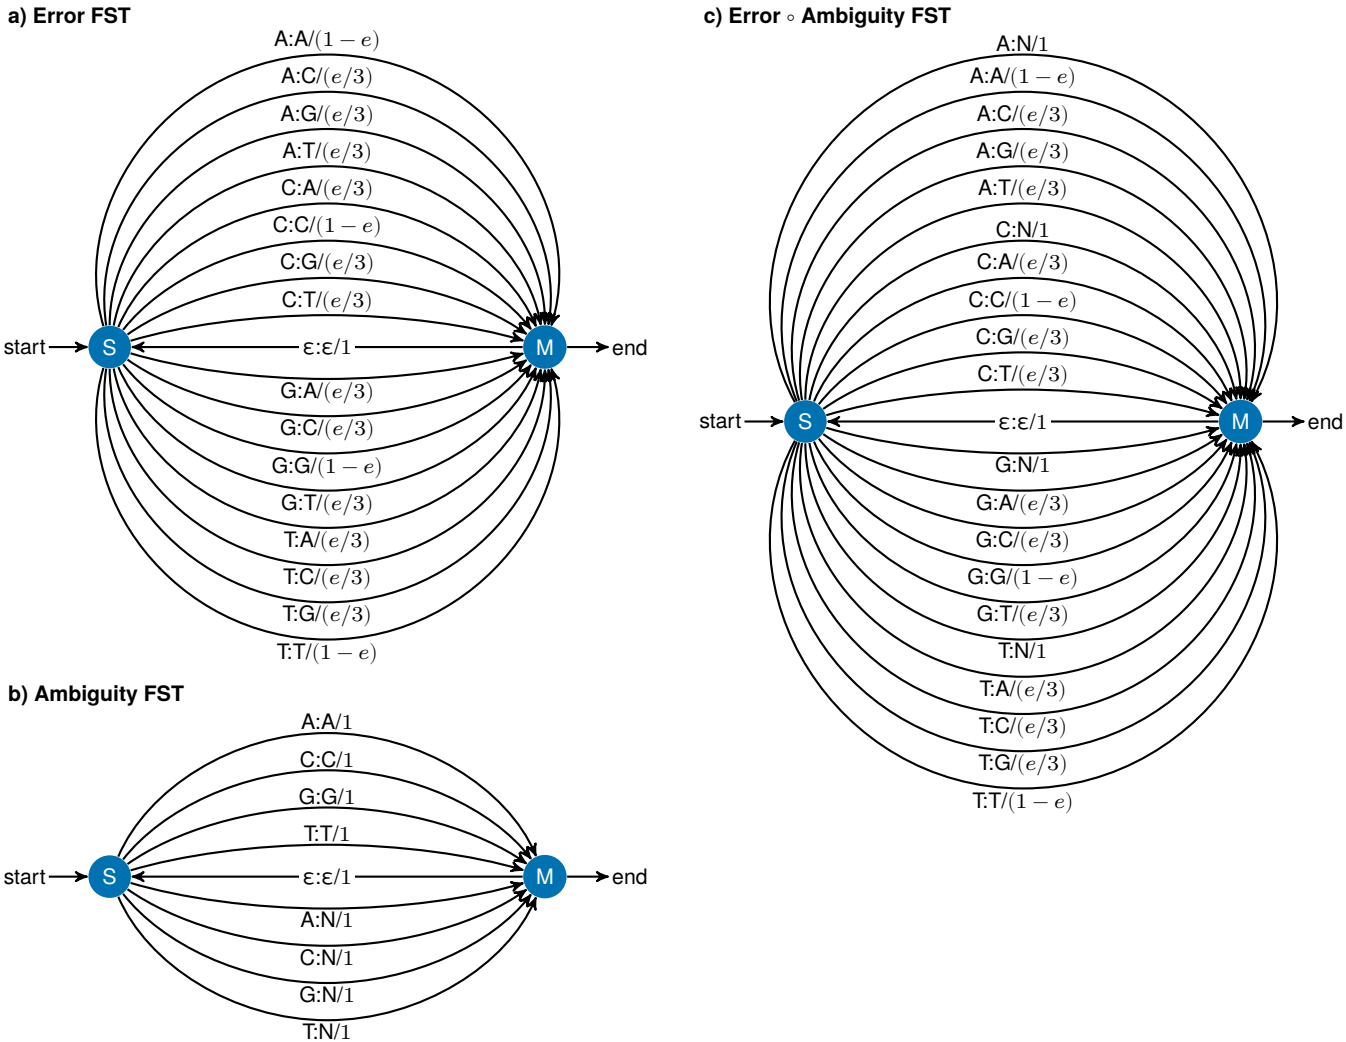 a) Error FST
A:A/(1 − e)
A:C/(e/3)
A:G/(e/3)
A:T/(e/3)
C:A/(e/3)
C:C/(1 − e)
C:G/(e/3)
C:T/(e/3)
start S ε:ε/1 M end
G:A/(e/3)
G:C/(e/3)
G:G/(1 − e)
G:T/(e/3)
T:A/(e/3)
T:C/(e/3)
T:G/(e/3)
T:T/(1 − e)
b) Ambiguity FST
A:A/1
C:C/1
G:G/1
T:T/1
start S ε:ε/1 M end
A:N/1
C:N/1
G:N/1
T:N/1
c) Error ∘ Ambiguity FST
A:N/1
A:A/(1 − e)
A:C/(e/3)
A:G/(e/3)
A:T/(e/3)
C:N/1
C:A/(e/3)
C:C/(1 − e)
C:G/(e/3)
C:T/(e/3)
start S ε:ε/1 M end
G:N/1
G:A/(e/3)
G:C/(e/3)
G:G/(1 − e)
G:T/(e/3)
T:N/1
T:A/(e/3)
T:C/(e/3)
T:G/(e/3)
T:T/(1 − e)